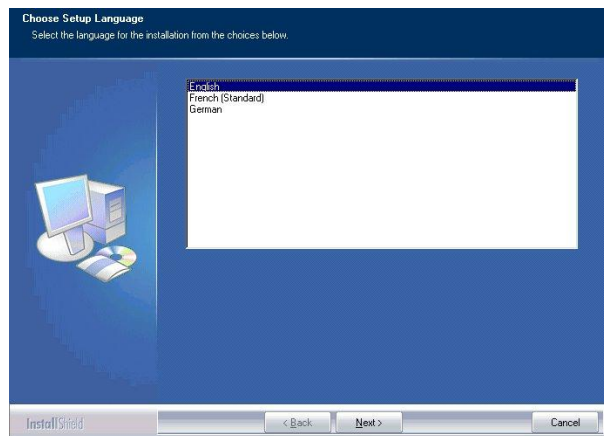 Choose Setup Language
Select the language for the installation from the choices below.
English
French (Standard)
German
InstallShield
< Back
Next >
Cancel